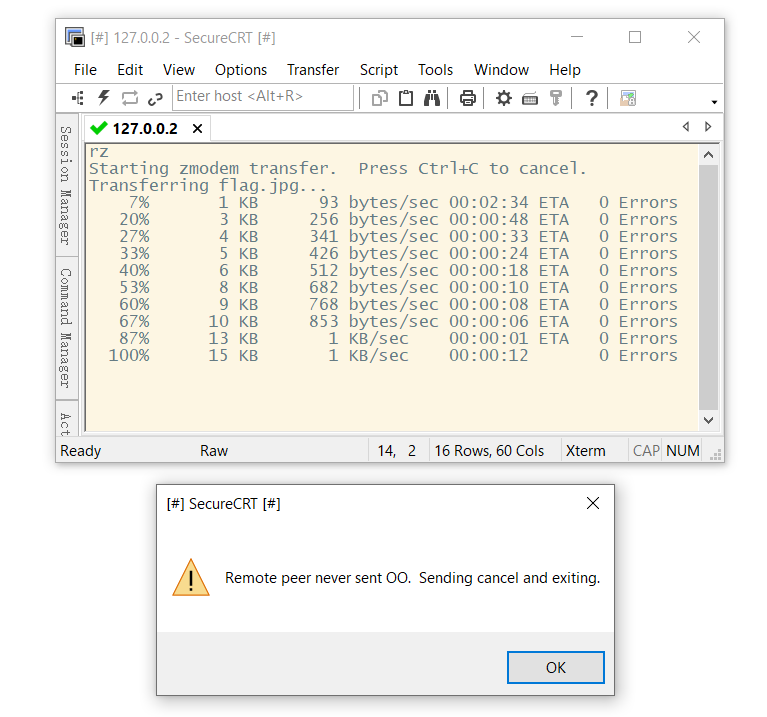 [#] 127.0.0.2 - SecureCRT [#]
File Edit View Options Transfer Script Tools Window Help
Enter host <Alt+R>
127.0.0.2
Session Manager
Command Manager
Act
rz
Starting zmodem transfer.  Press Ctrl+C to cancel.
Transferring flag.jpg...
7% 1 KB 93 bytes/sec 00:02:34 ETA 0 Errors
20% 3 KB 256 bytes/sec 00:00:48 ETA 0 Errors
27% 4 KB 341 bytes/sec 00:00:33 ETA 0 Errors
33% 5 KB 426 bytes/sec 00:00:24 ETA 0 Errors
40% 6 KB 512 bytes/sec 00:00:18 ETA 0 Errors
53% 8 KB 682 bytes/sec 00:00:10 ETA 0 Errors
60% 9 KB 768 bytes/sec 00:00:08 ETA 0 Errors
67% 10 KB 853 bytes/sec 00:00:06 ETA 0 Errors
87% 13 KB 1 KB/sec 00:00:01 ETA 0 Errors
100% 15 KB 1 KB/sec 00:00:12 0 Errors
Ready Raw 14, 2 16 Rows, 60 Cols Xterm CAP NUM
[#] SecureCRT [#]
Remote peer never sent OO.  Sending cancel and exiting.
OK